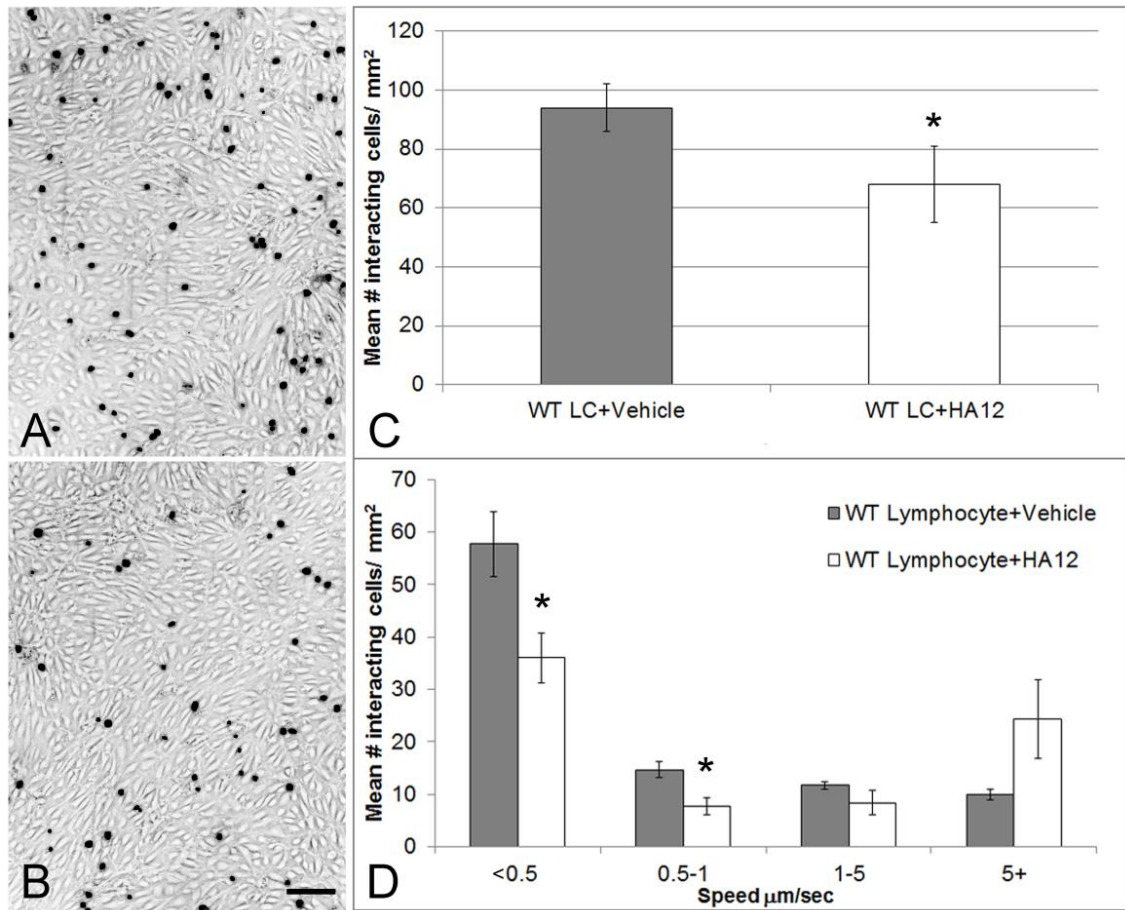 A
B
Mean # interacting cells/ mm²
120
100
80
60
40
20
0
*
WT LC+Vehicle
WT LC+HA12
C
Mean # interacting cells/ mm²
70
60
50
40
30
20
10
0
WT Lymphocyte+Vehicle
WT Lymphocyte+HA12
*
*
<0.5
0.5-1
1-5
5+
Speed μm/sec
D